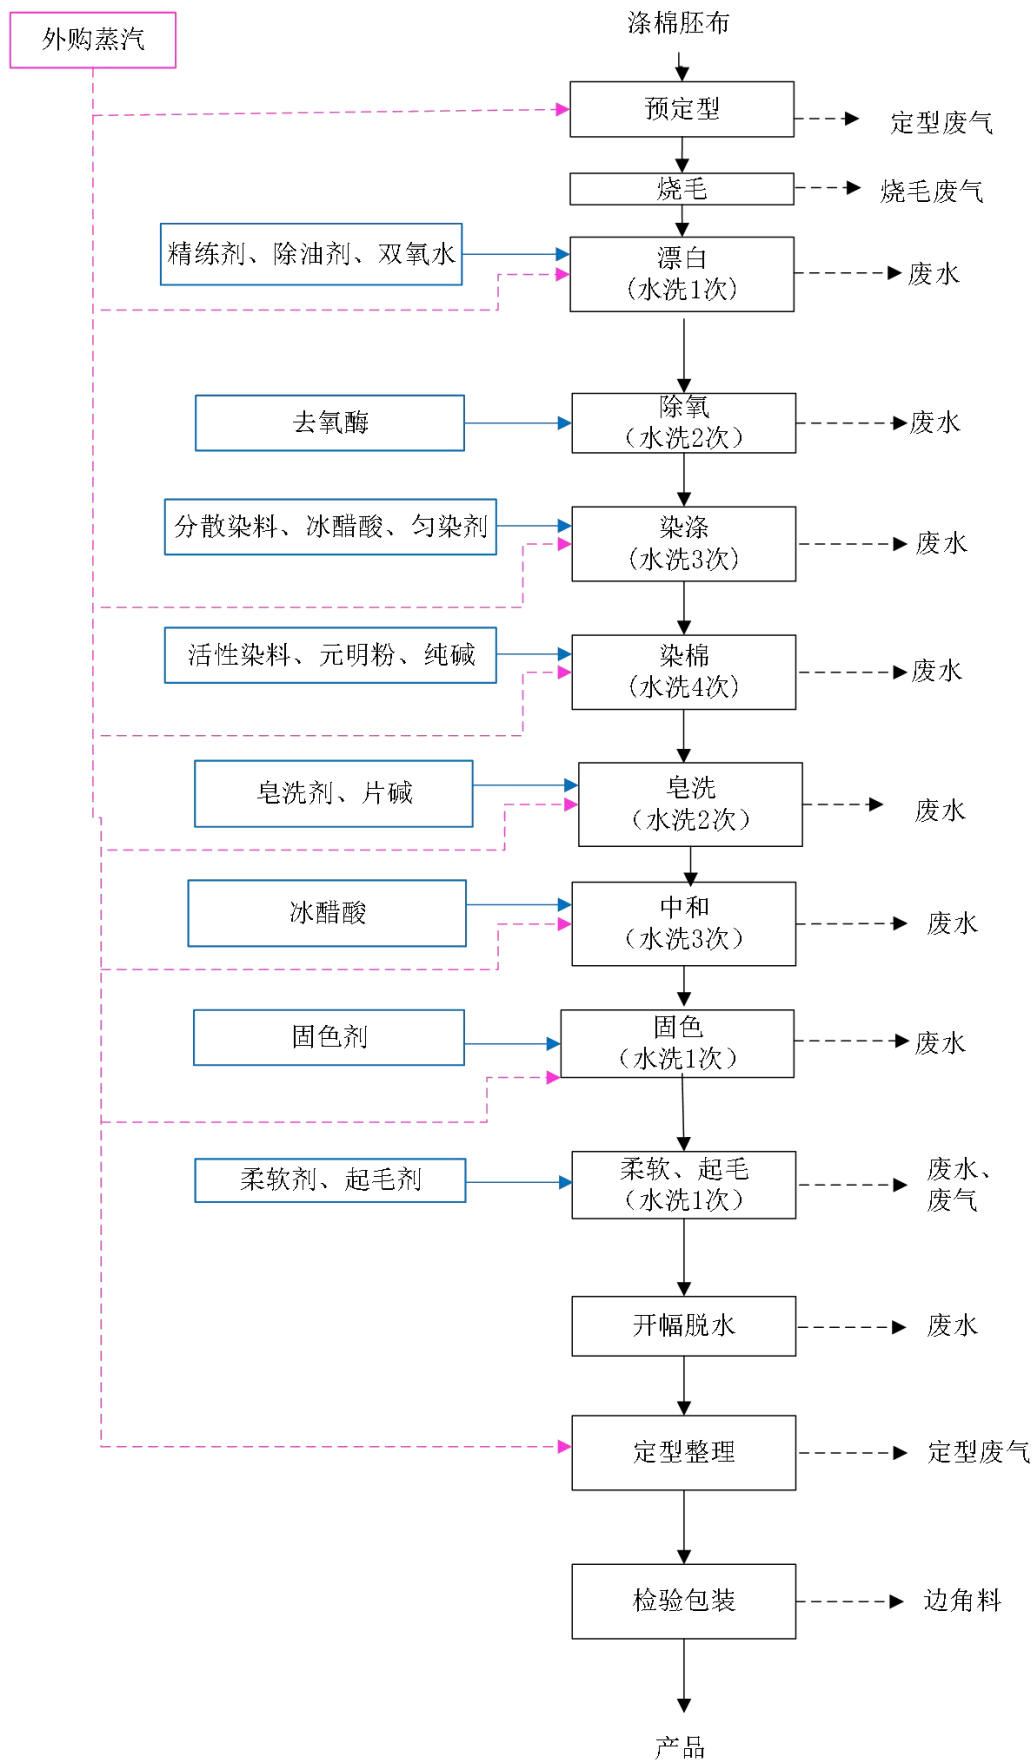 外购蒸汽
涤棉胚布
预定型
定型废气
烧毛
烧毛废气
精练剂、除油剂、双氧水
漂白
(水洗1次)
废水
去氧酶
除氧
（水洗2次）
废水
分散染料、冰醋酸、匀染剂
染涤
(水洗3次)
废水
活性染料、元明粉、纯碱
染棉
(水洗4次)
废水
皂洗剂、片碱
皂洗
（水洗2次）
废水
冰醋酸
中和
（水洗3次）
废水
固色剂
固色
（水洗1次）
废水
柔软剂、起毛剂
柔软、起毛
（水洗1次）
废水、
废气
开幅脱水
废水
定型整理
定型废气
检验包装
边角料
产品